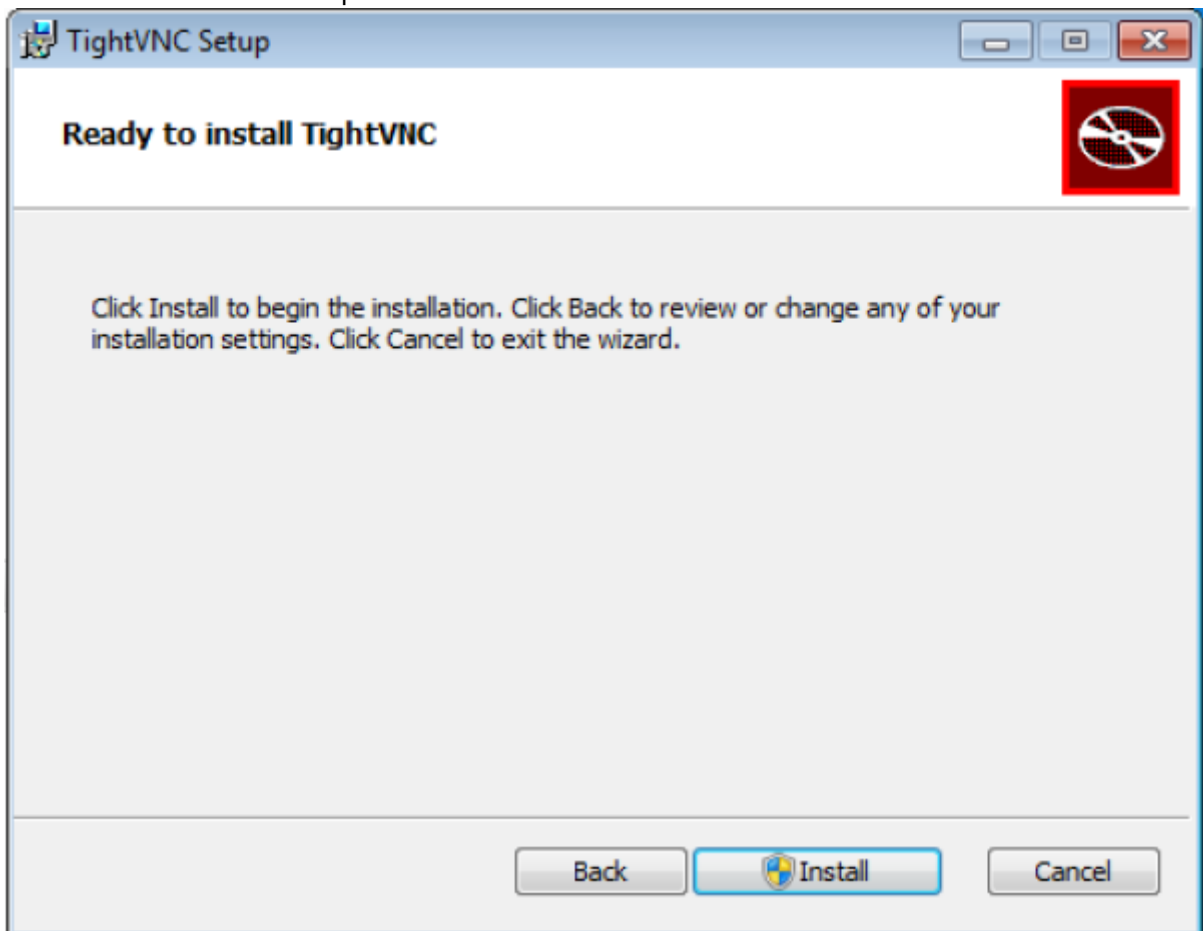 TightVNC Setup
Ready to install TightVNC
Click Install to begin the installation. Click Back to review or change any of your
installation settings. Click Cancel to exit the wizard.
Back
Install
Cancel